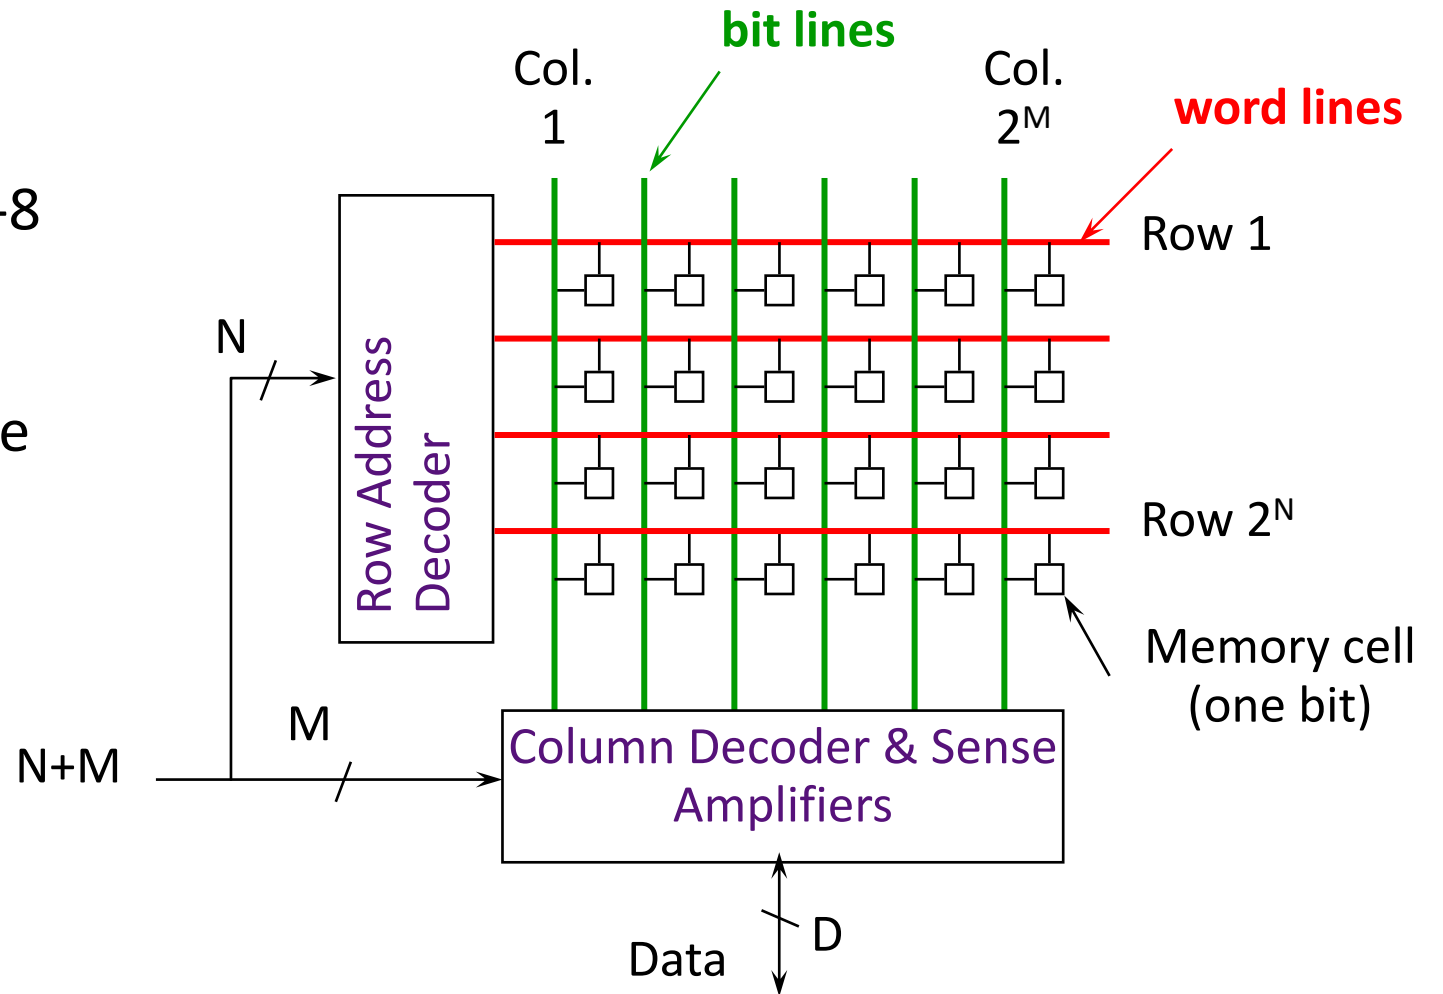 bit lines
Col.
1
Col.
2ᴹ
word lines
-8
Row 1
N
Row Address
Decoder
e
Row 2ᴺ
Memory cell
(one bit)
M
N+M
Column Decoder & Sense
Amplifiers
D
Data